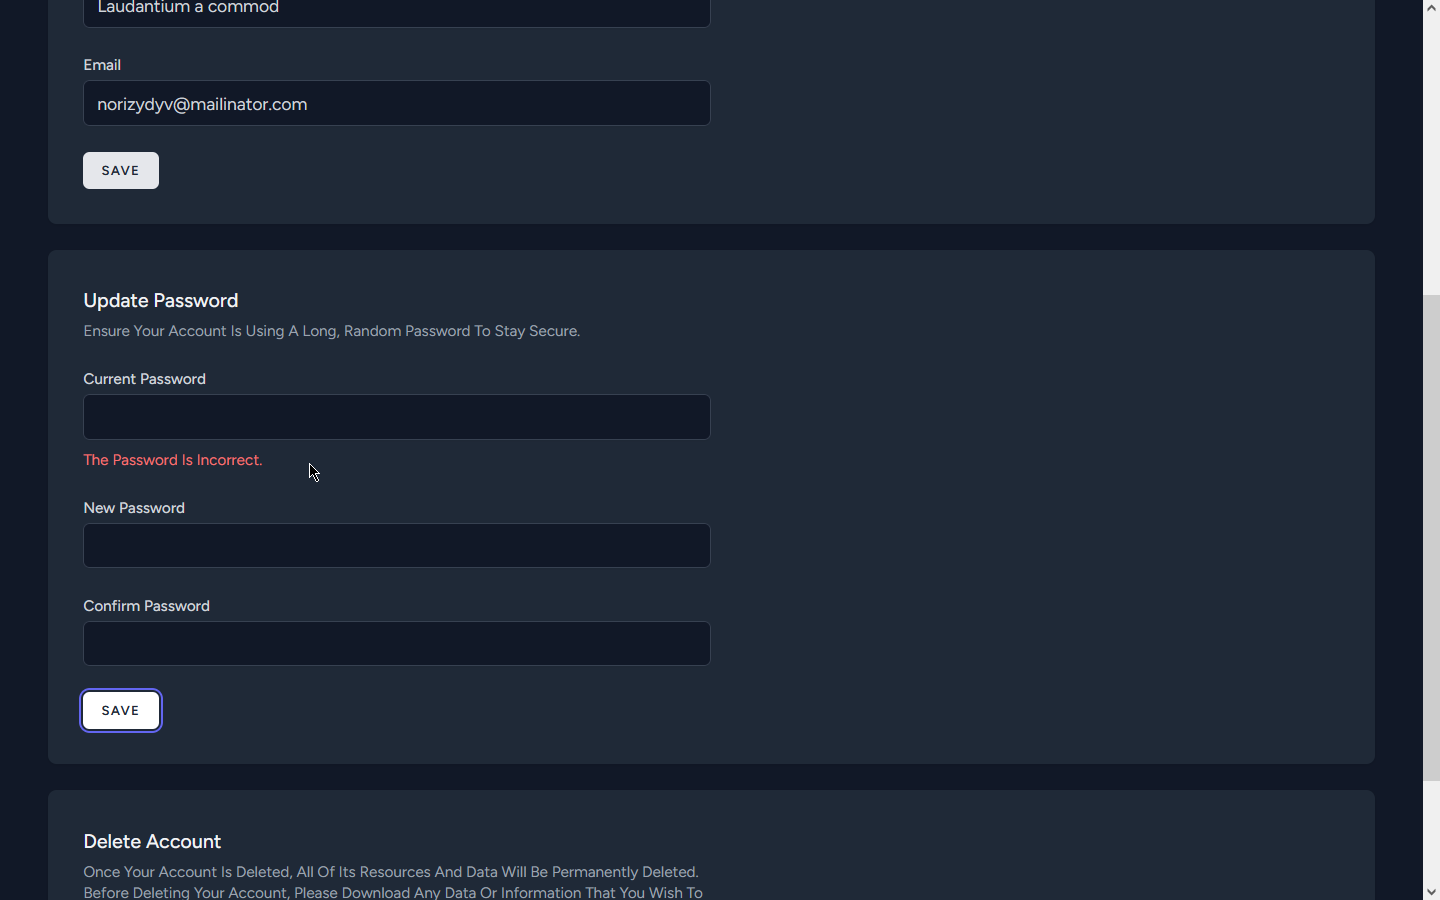 Laudantium a commod
Email
norizydyv@mailinator.com
SAVE
Update Password
Ensure Your Account Is Using A Long, Random Password To Stay Secure.
Current Password
The Password Is Incorrect.
New Password
Confirm Password
SAVE
Delete Account
Once Your Account Is Deleted, All Of Its Resources And Data Will Be Permanently Deleted.
Before Deleting Your Account, Please Download Any Data Or Information That You Wish To